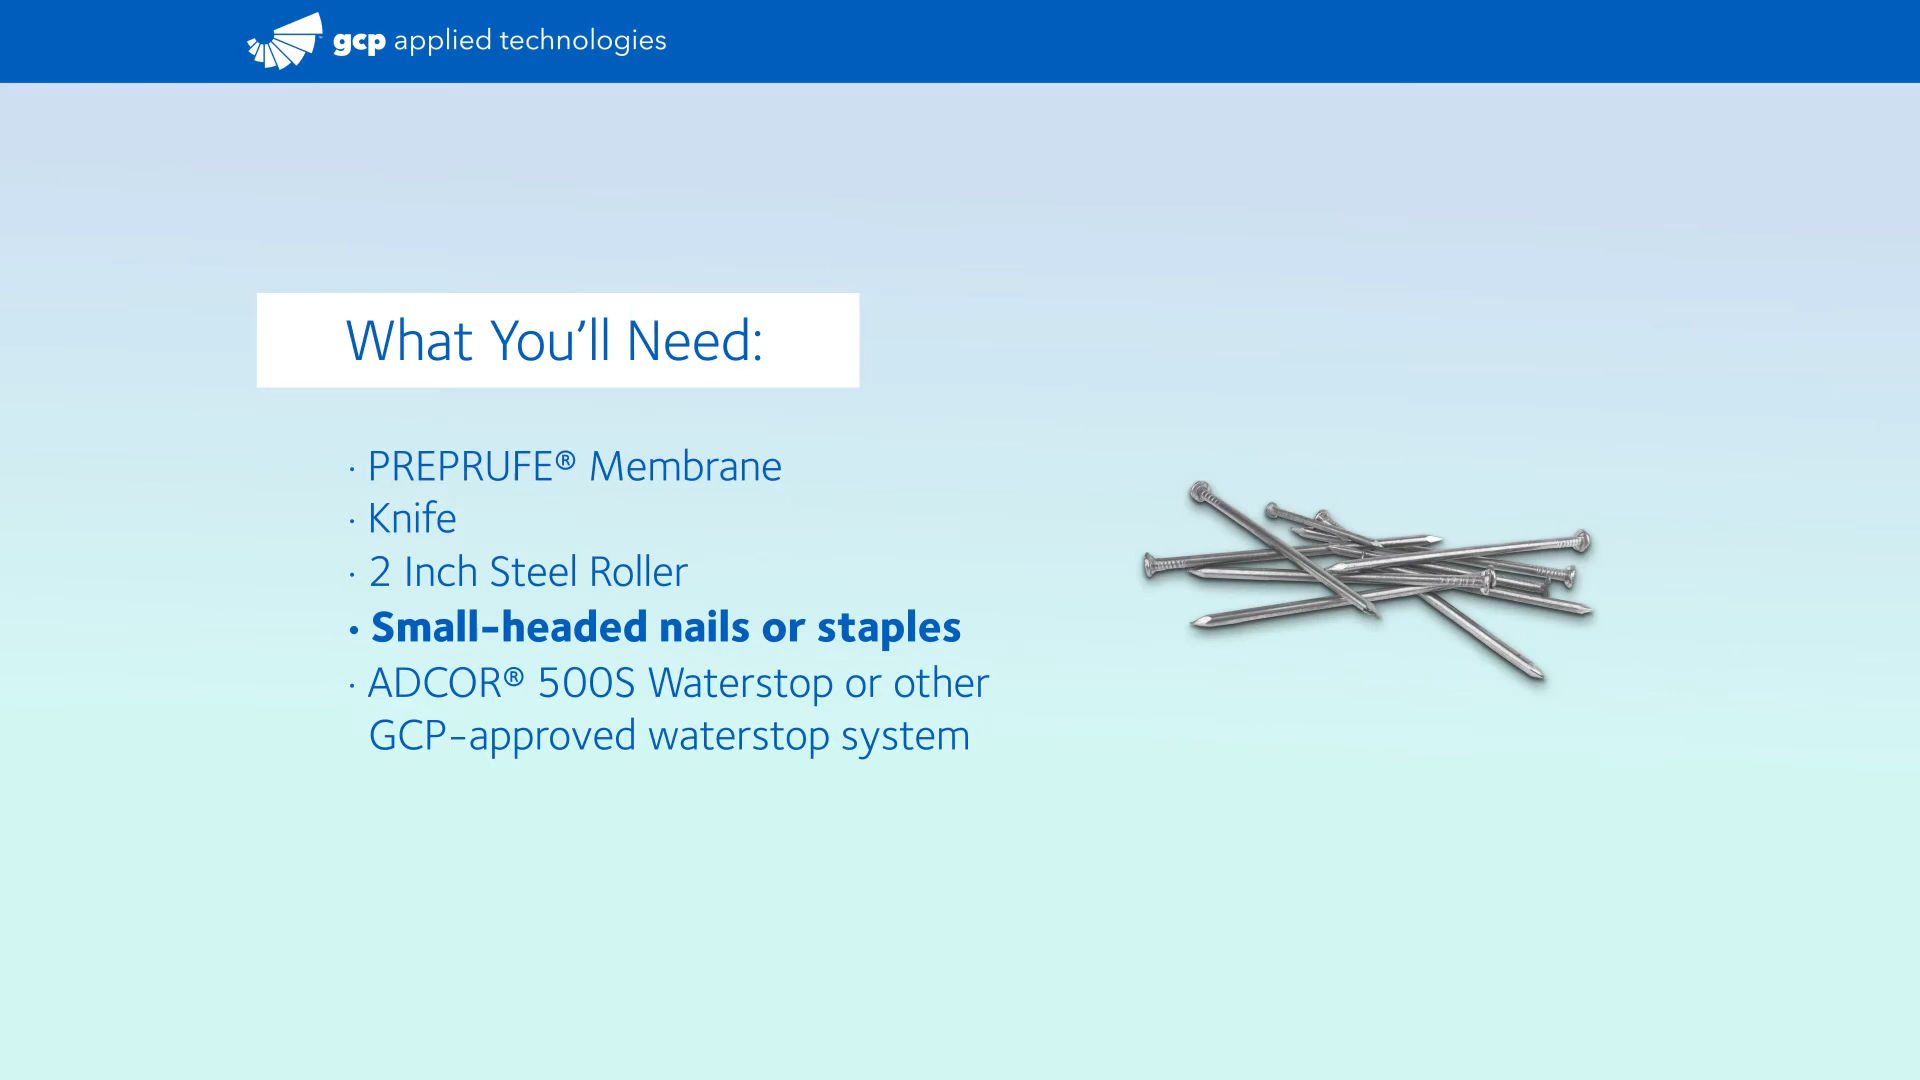 gcp applied technologies
What You’ll Need:
· PREPRUFE® Membrane
· Knife
· 2 Inch Steel Roller
· Small-headed nails or staples
· ADCOR® 500S Waterstop or other
GCP-approved waterstop system